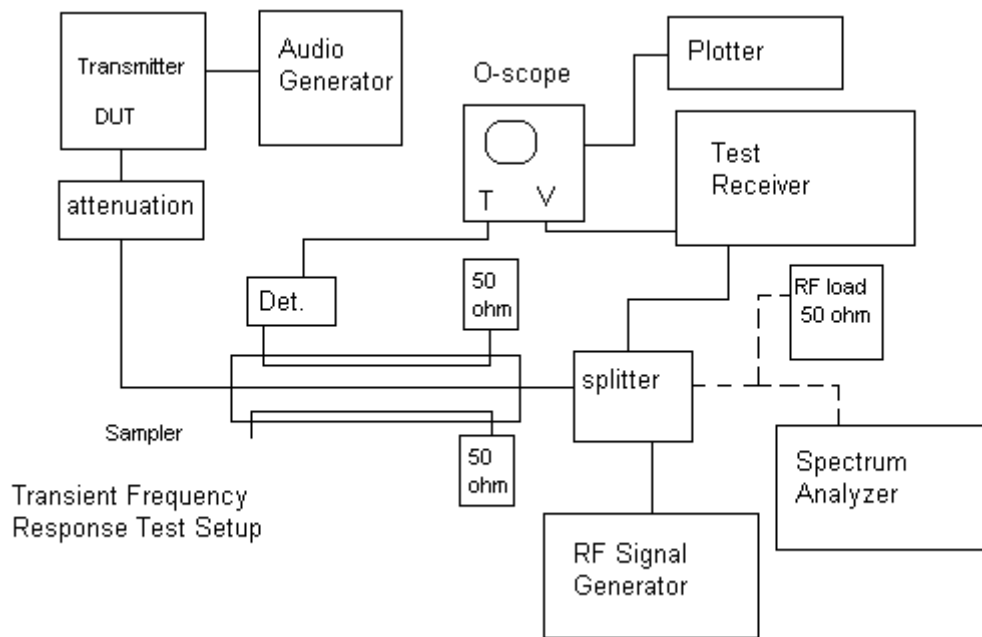 Transmitter
DUT
Audio
Generator
O-scope
T V
Plotter
Test
Receiver
attenuation
Det.
50
ohm
RF load
50 ohm
splitter
Sampler
50
ohm
Spectrum
Analyzer
Transient Frequency
Response Test Setup
RF Signal
Generator